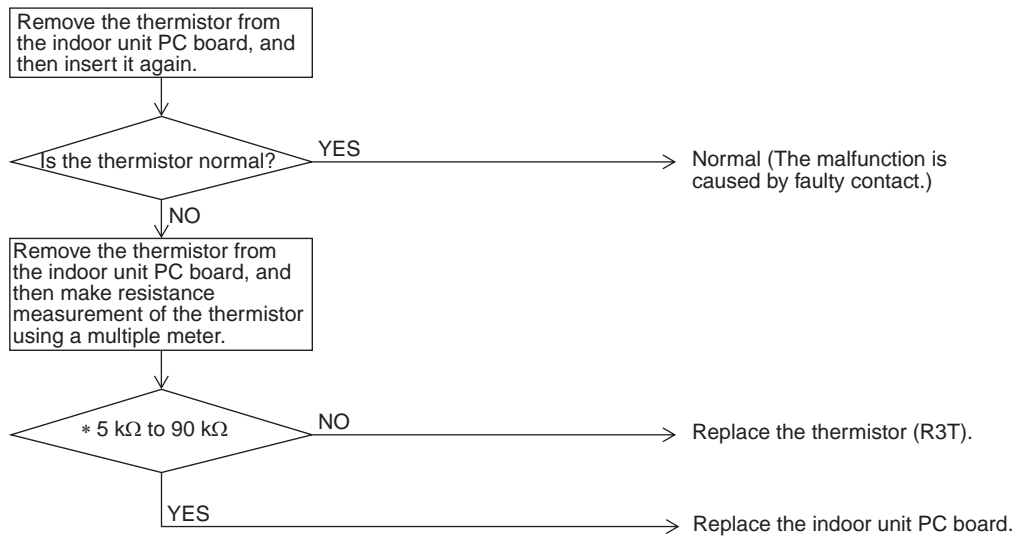 Remove the thermistor from
the indoor unit PC board, and
then insert it again.
Is the thermistor normal?
YES
Normal (The malfunction is
caused by faulty contact.)
NO
Remove the thermistor from
the indoor unit PC board, and
then make resistance
measurement of the thermistor
using a multiple meter.
* 5 kΩ to 90 kΩ
NO
Replace the thermistor (R3T).
YES
Replace the indoor unit PC board.